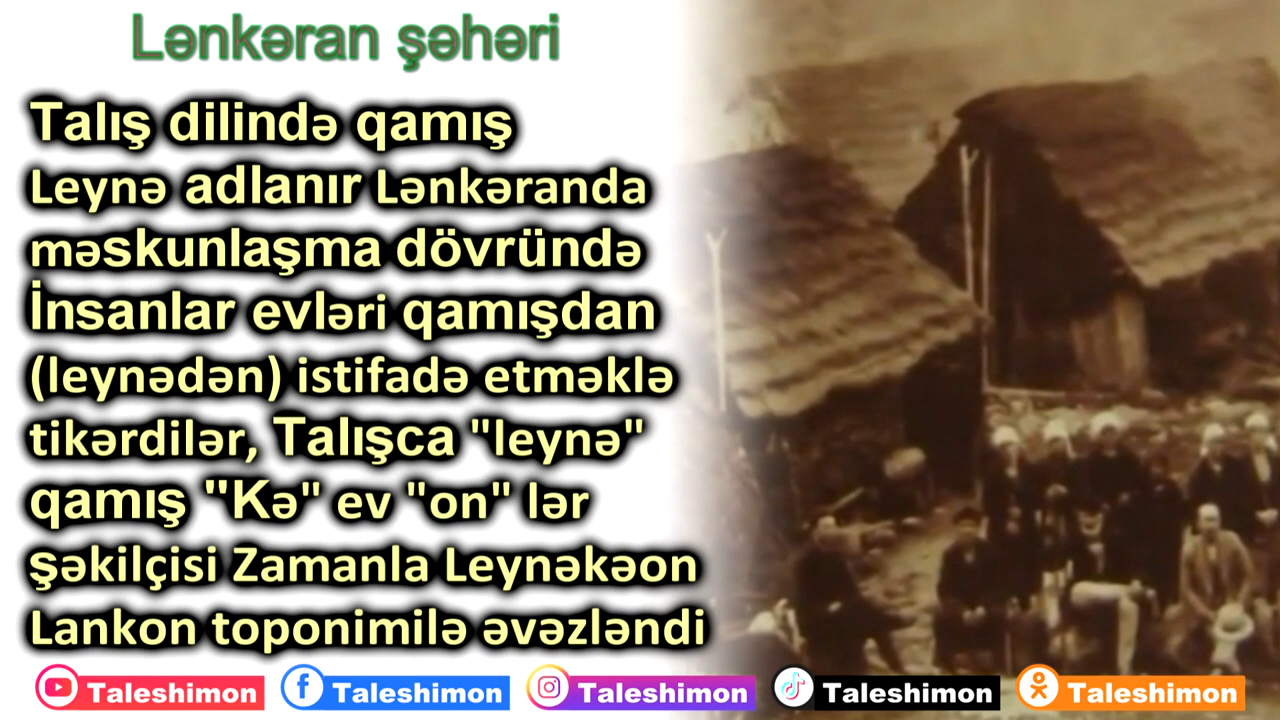 Lənkəran şəhəri
Talış dilində qamış
Leynə adlanır Lənkəranda
məskunlaşma dövründə
İnsanlar evləri qamışdan
(leynədən) istifadə etməklə
tikərdilər, Talışca "leynə"
qamış "Kə" ev "on" lər
şəkilçisi Zamanla Leynəkəon
Lankon toponimilə əvəzləndi
Taleshimon Taleshimon Taleshimon Taleshimon Taleshimon